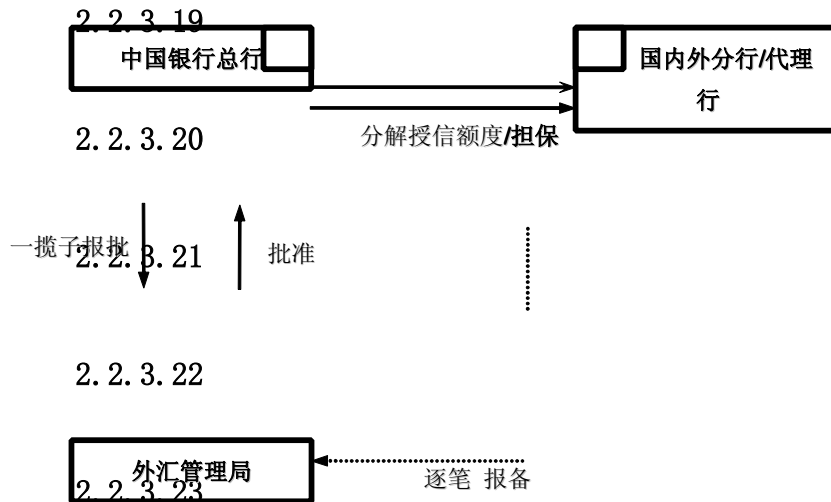 2.2.3.19
中国银行总行
国内外分行/代理
行
分解授信额度/担保
2.2.3.20
一揽子报批
2.2.3.21
批准
2.2.3.22
外汇管理局
逐笔 报备
2.2.3.23